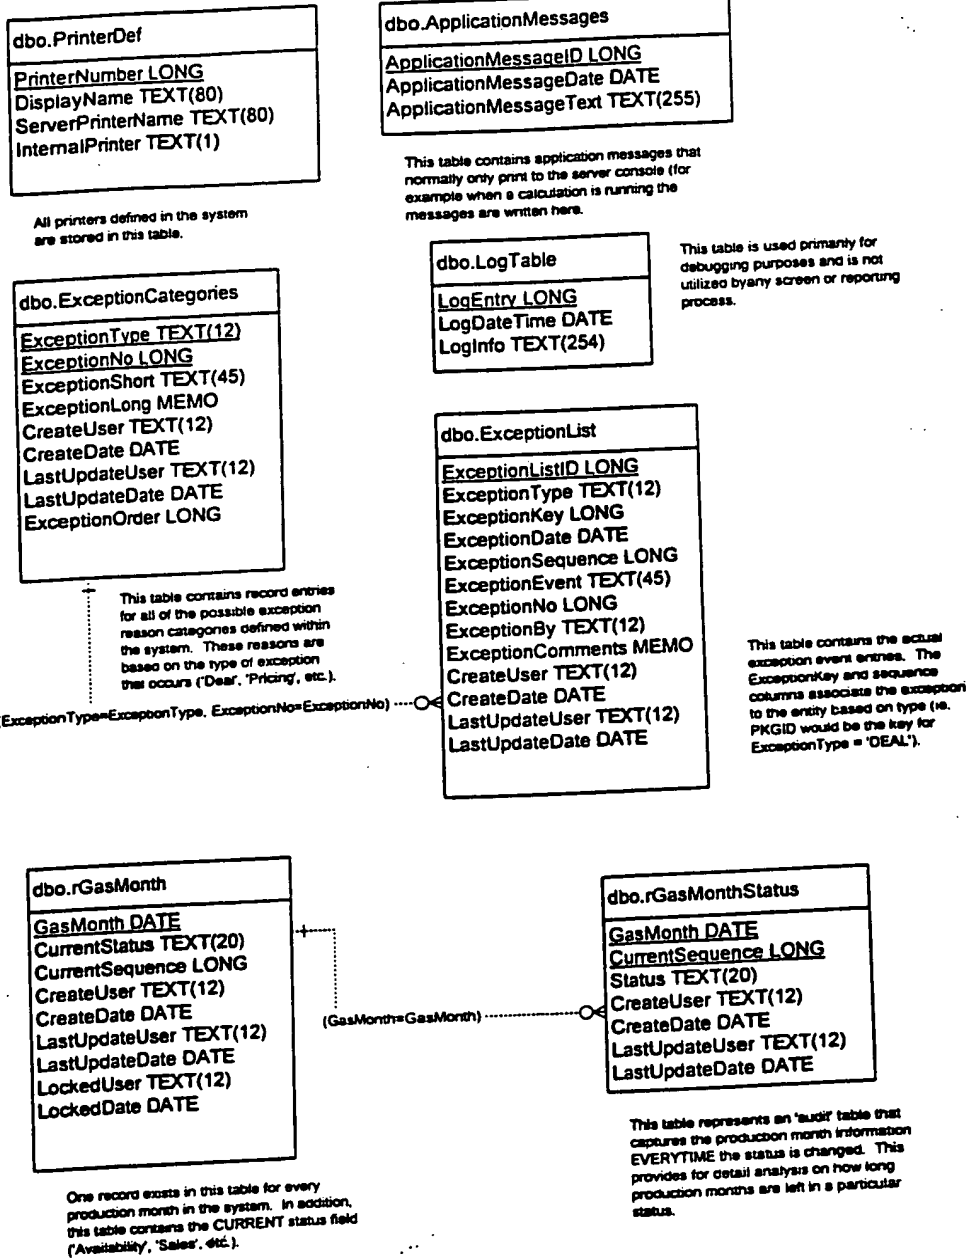 dbo.PrinterDef
PrinterNumber LONG
DisplayName TEXT(80)
ServerPrinterName TEXT(80)
InternalPrinter TEXT(1)
All printers defined in the system
are stored in this table.
dbo.ApplicationMessages
ApplicationMessageID LONG
ApplicationMessageDate DATE
ApplicationMessageText TEXT(255)
This table contains application messages that
normally only print to the server console (for
example when a calculation is running the
messages are written here.
dbo.LogTable
LogEntry LONG
LogDateTime DATE
LogInfo TEXT(254)
This table is used primarily for
debugging purposes and is not
utilized byany screen or reporting
process.
dbo.ExceptionCategories
ExceptionType TEXT(12)
ExceptionNo LONG
ExceptionShort TEXT(45)
ExceptionLong MEMO
CreateUser TEXT(12)
CreateDate DATE
LastUpdateUser TEXT(12)
LastUpdateDate DATE
ExceptionOrder LONG
This table contains record entries
for all of the possible exception
reason categories defined within
the system. These reasons are
based on the type of exception
that occurs ('Deal', 'Pricing', etc.).
(ExceptionType=ExceptionType, ExceptionNo=ExceptionNo)
dbo.ExceptionList
ExceptionListID LONG
ExceptionType TEXT(12)
ExceptionKey LONG
ExceptionDate DATE
ExceptionSequence LONG
ExceptionEvent TEXT(45)
ExceptionNo LONG
ExceptionBy TEXT(12)
ExceptionComments MEMO
CreateUser TEXT(12)
CreateDate DATE
LastUpdateUser TEXT(12)
LastUpdateDate DATE
This table contains the actual
exception event entries. The
ExceptionKey and sequence
columns associate the exception
to the entity based on type (ie.
PKGID would be the key for
ExceptionType = 'DEAL').
dbo.rGasMonth
GasMonth DATE
CurrentStatus TEXT(20)
CurrentSequence LONG
CreateUser TEXT(12)
CreateDate DATE
LastUpdateUser TEXT(12)
LastUpdateDate DATE
LockedUser TEXT(12)
LockedDate DATE
One record exists in this table for every
production month in the system. In addition,
this table contains the CURRENT status field
('Availability', 'Sales', etc.).
(GasMonth=GasMonth)
dbo.rGasMonthStatus
GasMonth DATE
CurrentSequence LONG
Status TEXT(20)
CreateUser TEXT(12)
CreateDate DATE
LastUpdateUser TEXT(12)
LastUpdateDate DATE
This table represents an 'audit' table that
captures the production month information
EVERYTIME the status is changed. This
provides for detail analysis on how long
production months are left in a particular
status.